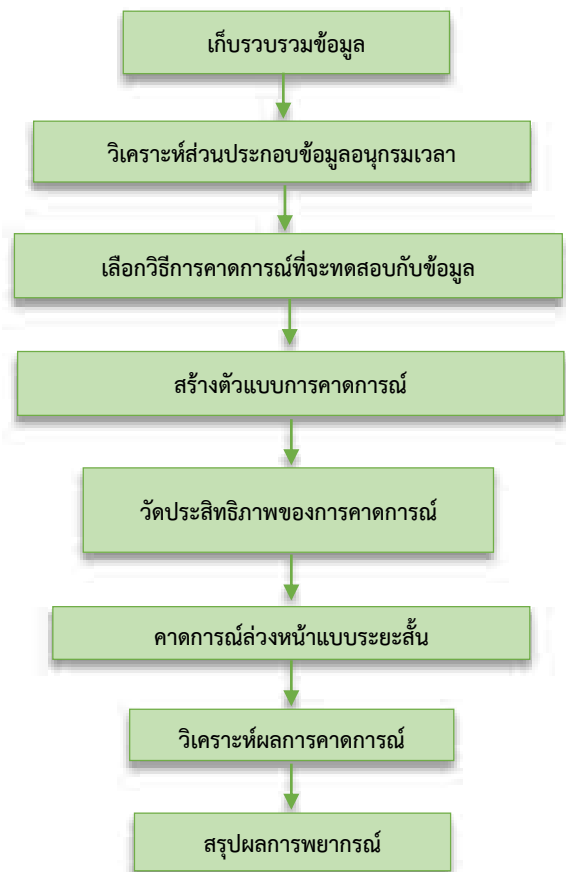 เก็บรวบรวมข้อมูล
วิเคราะห์ส่วนประกอบข้อมูลอนุกรมเวลา
เลือกวิธีการคาดการณ์ที่จะทดสอบกับข้อมูล
สร้างตัวแบบการคาดการณ์
วัดประสิทธิภาพของการคาดการณ์
คาดการณ์ล่วงหน้าแบบระยะสั้น
วิเคราะห์ผลการคาดการณ์
สรุปผลการพยากรณ์